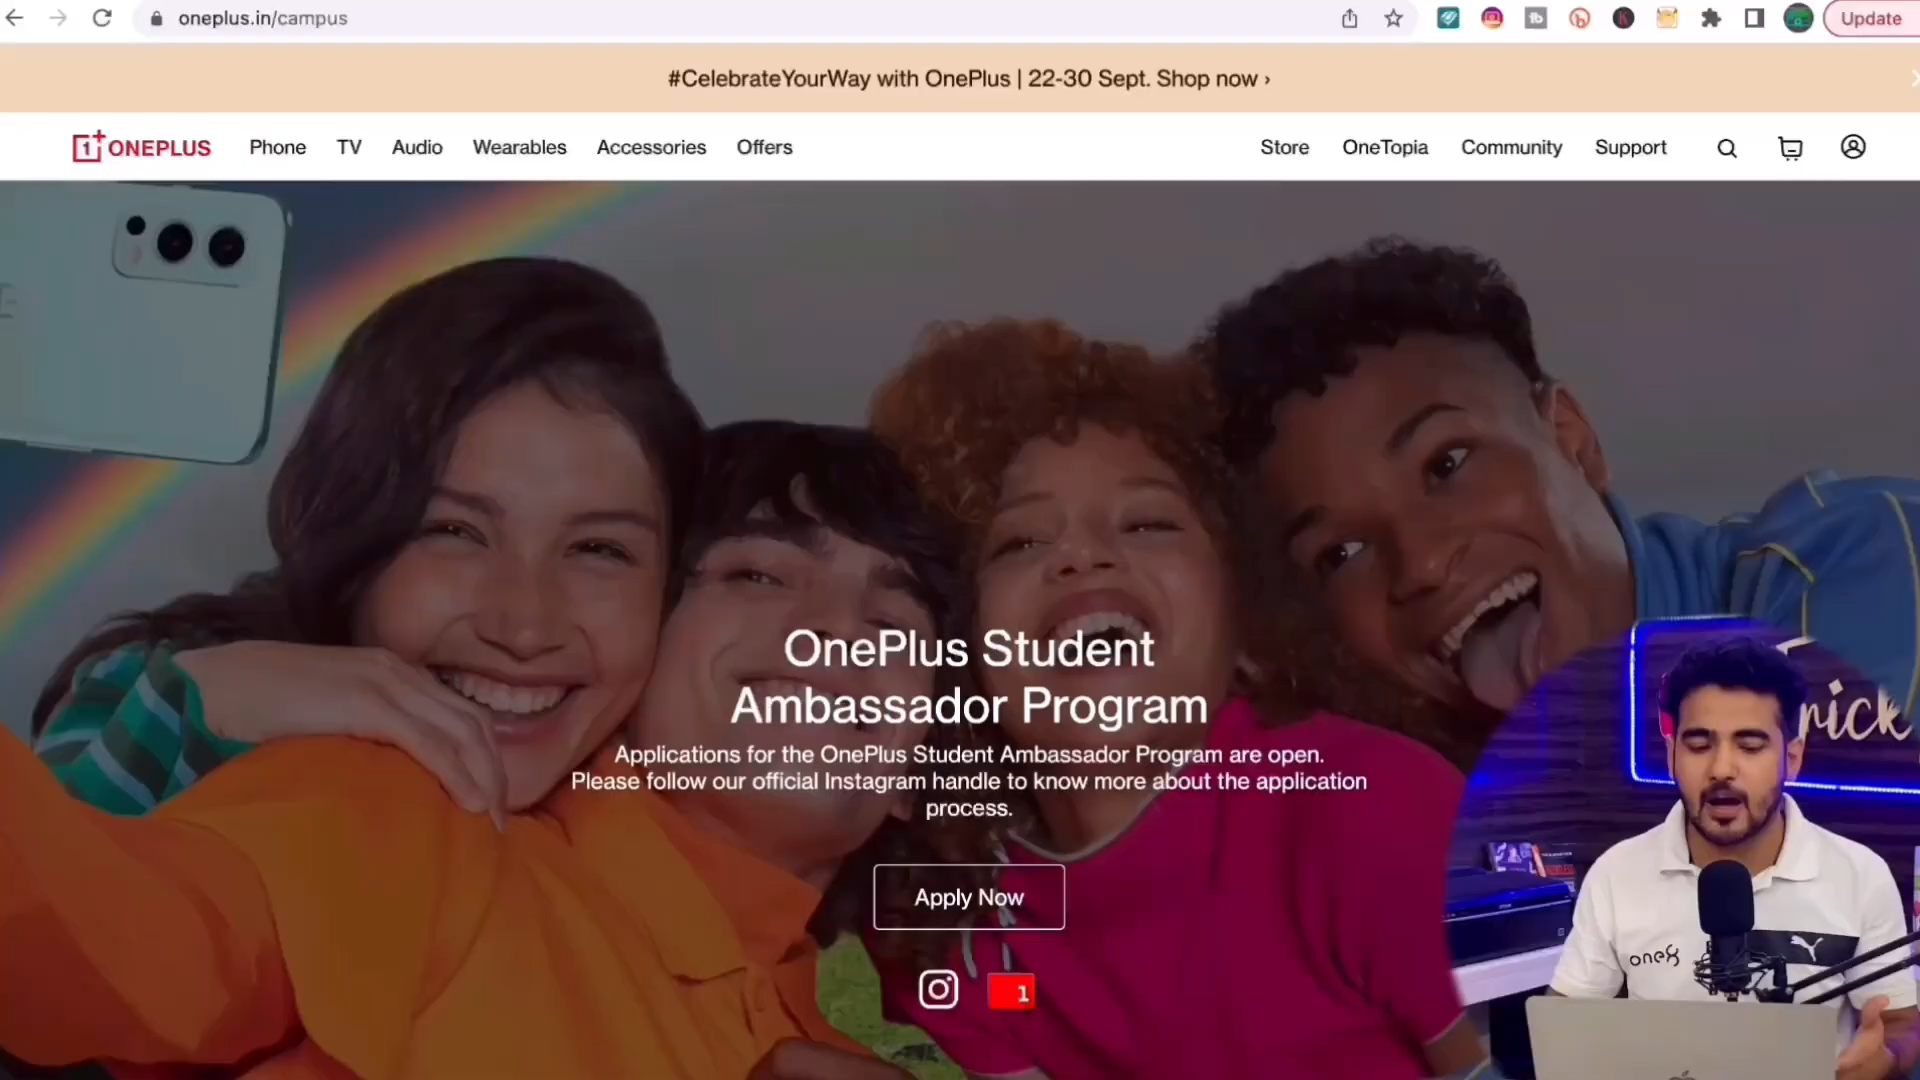 oneplus.in/campus
Update
#CelebrateYourWay with OnePlus | 22-30 Sept. Shop now ›
1+ ONEPLUS
Phone
TV
Audio
Wearables
Accessories
Offers
Store
OneTopia
Community
Support
OnePlus Student
Ambassador Program
Applications for the OnePlus Student Ambassador Program are open.
Please follow our official Instagram handle to know more about the application
process.
Apply Now
1
one8